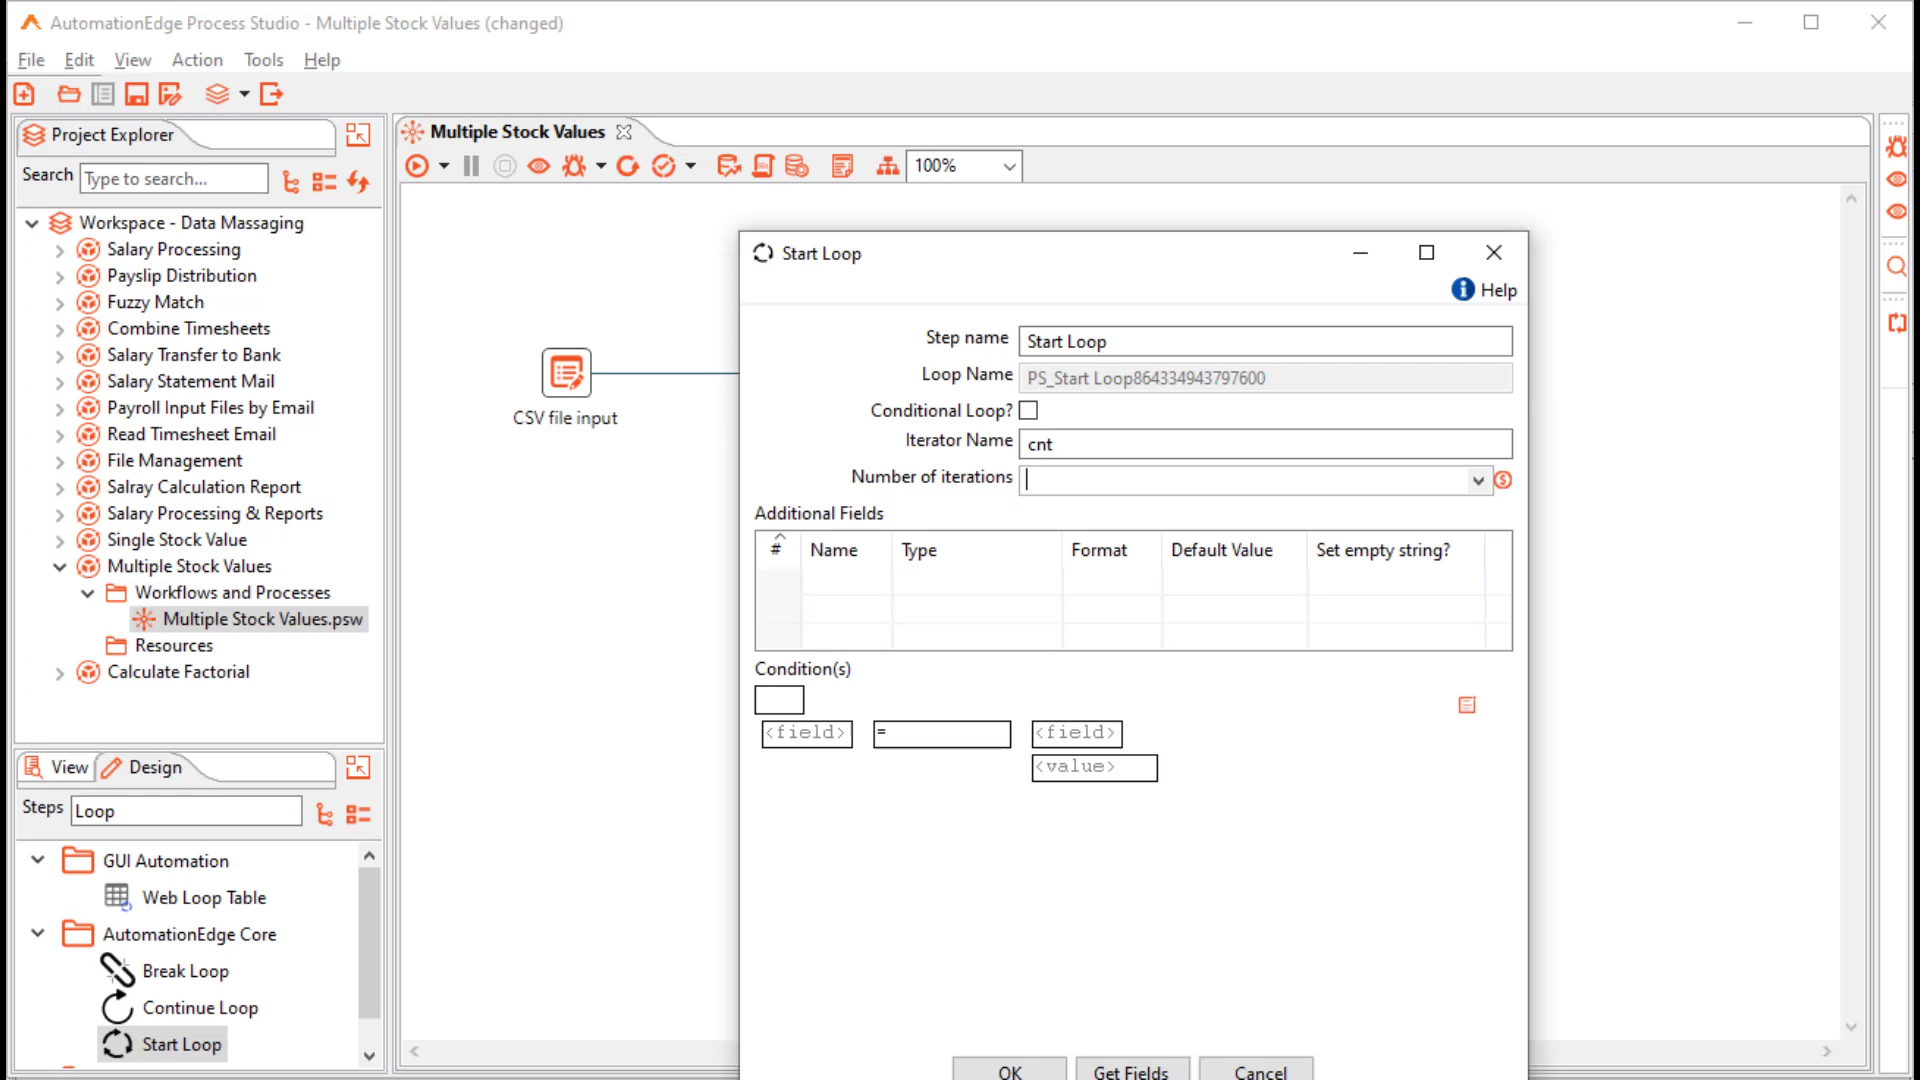 AutomationEdge Process Studio - Multiple Stock Values (changed)
File Edit View Action Tools Help
Project Explorer
Search Type to search...
Workspace - Data Massaging
Salary Processing
Payslip Distribution
Fuzzy Match
Combine Timesheets
Salary Transfer to Bank
Salary Statement Mail
Payroll Input Files by Email
Read Timesheet Email
File Management
Salray Calculation Report
Salary Processing & Reports
Single Stock Value
Multiple Stock Values
Workflows and Processes
Multiple Stock Values.psw
Resources
Calculate Factorial
View Design
Steps Loop
GUI Automation
Web Loop Table
AutomationEdge Core
Break Loop
Continue Loop
Start Loop
Multiple Stock Values
100%
CSV file input
Start Loop
Help
Step name Start Loop
Loop Name PS_Start Loop864334943797600
Conditional Loop?
Iterator Name cnt
Number of iterations
Additional Fields
# Name Type Format Default Value Set empty string?
Condition(s)
<field> = <field>
<value>
OK Get Fields Cancel